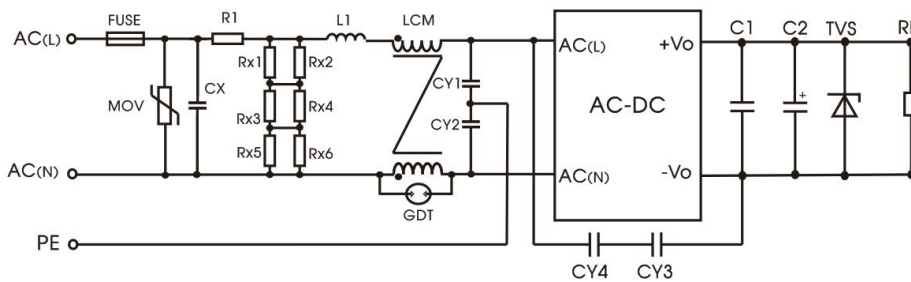 FUSE R1 L1 LCM C1 C2 TVS
AC(L) AC(L) +Vo
Rx1 Rx2
CY1
MOV CX Rx3 Rx4 AC-DC
CY2
Rx5 Rx6
AC(N) AC(N) -Vo
GDT
PE
CY4 CY3